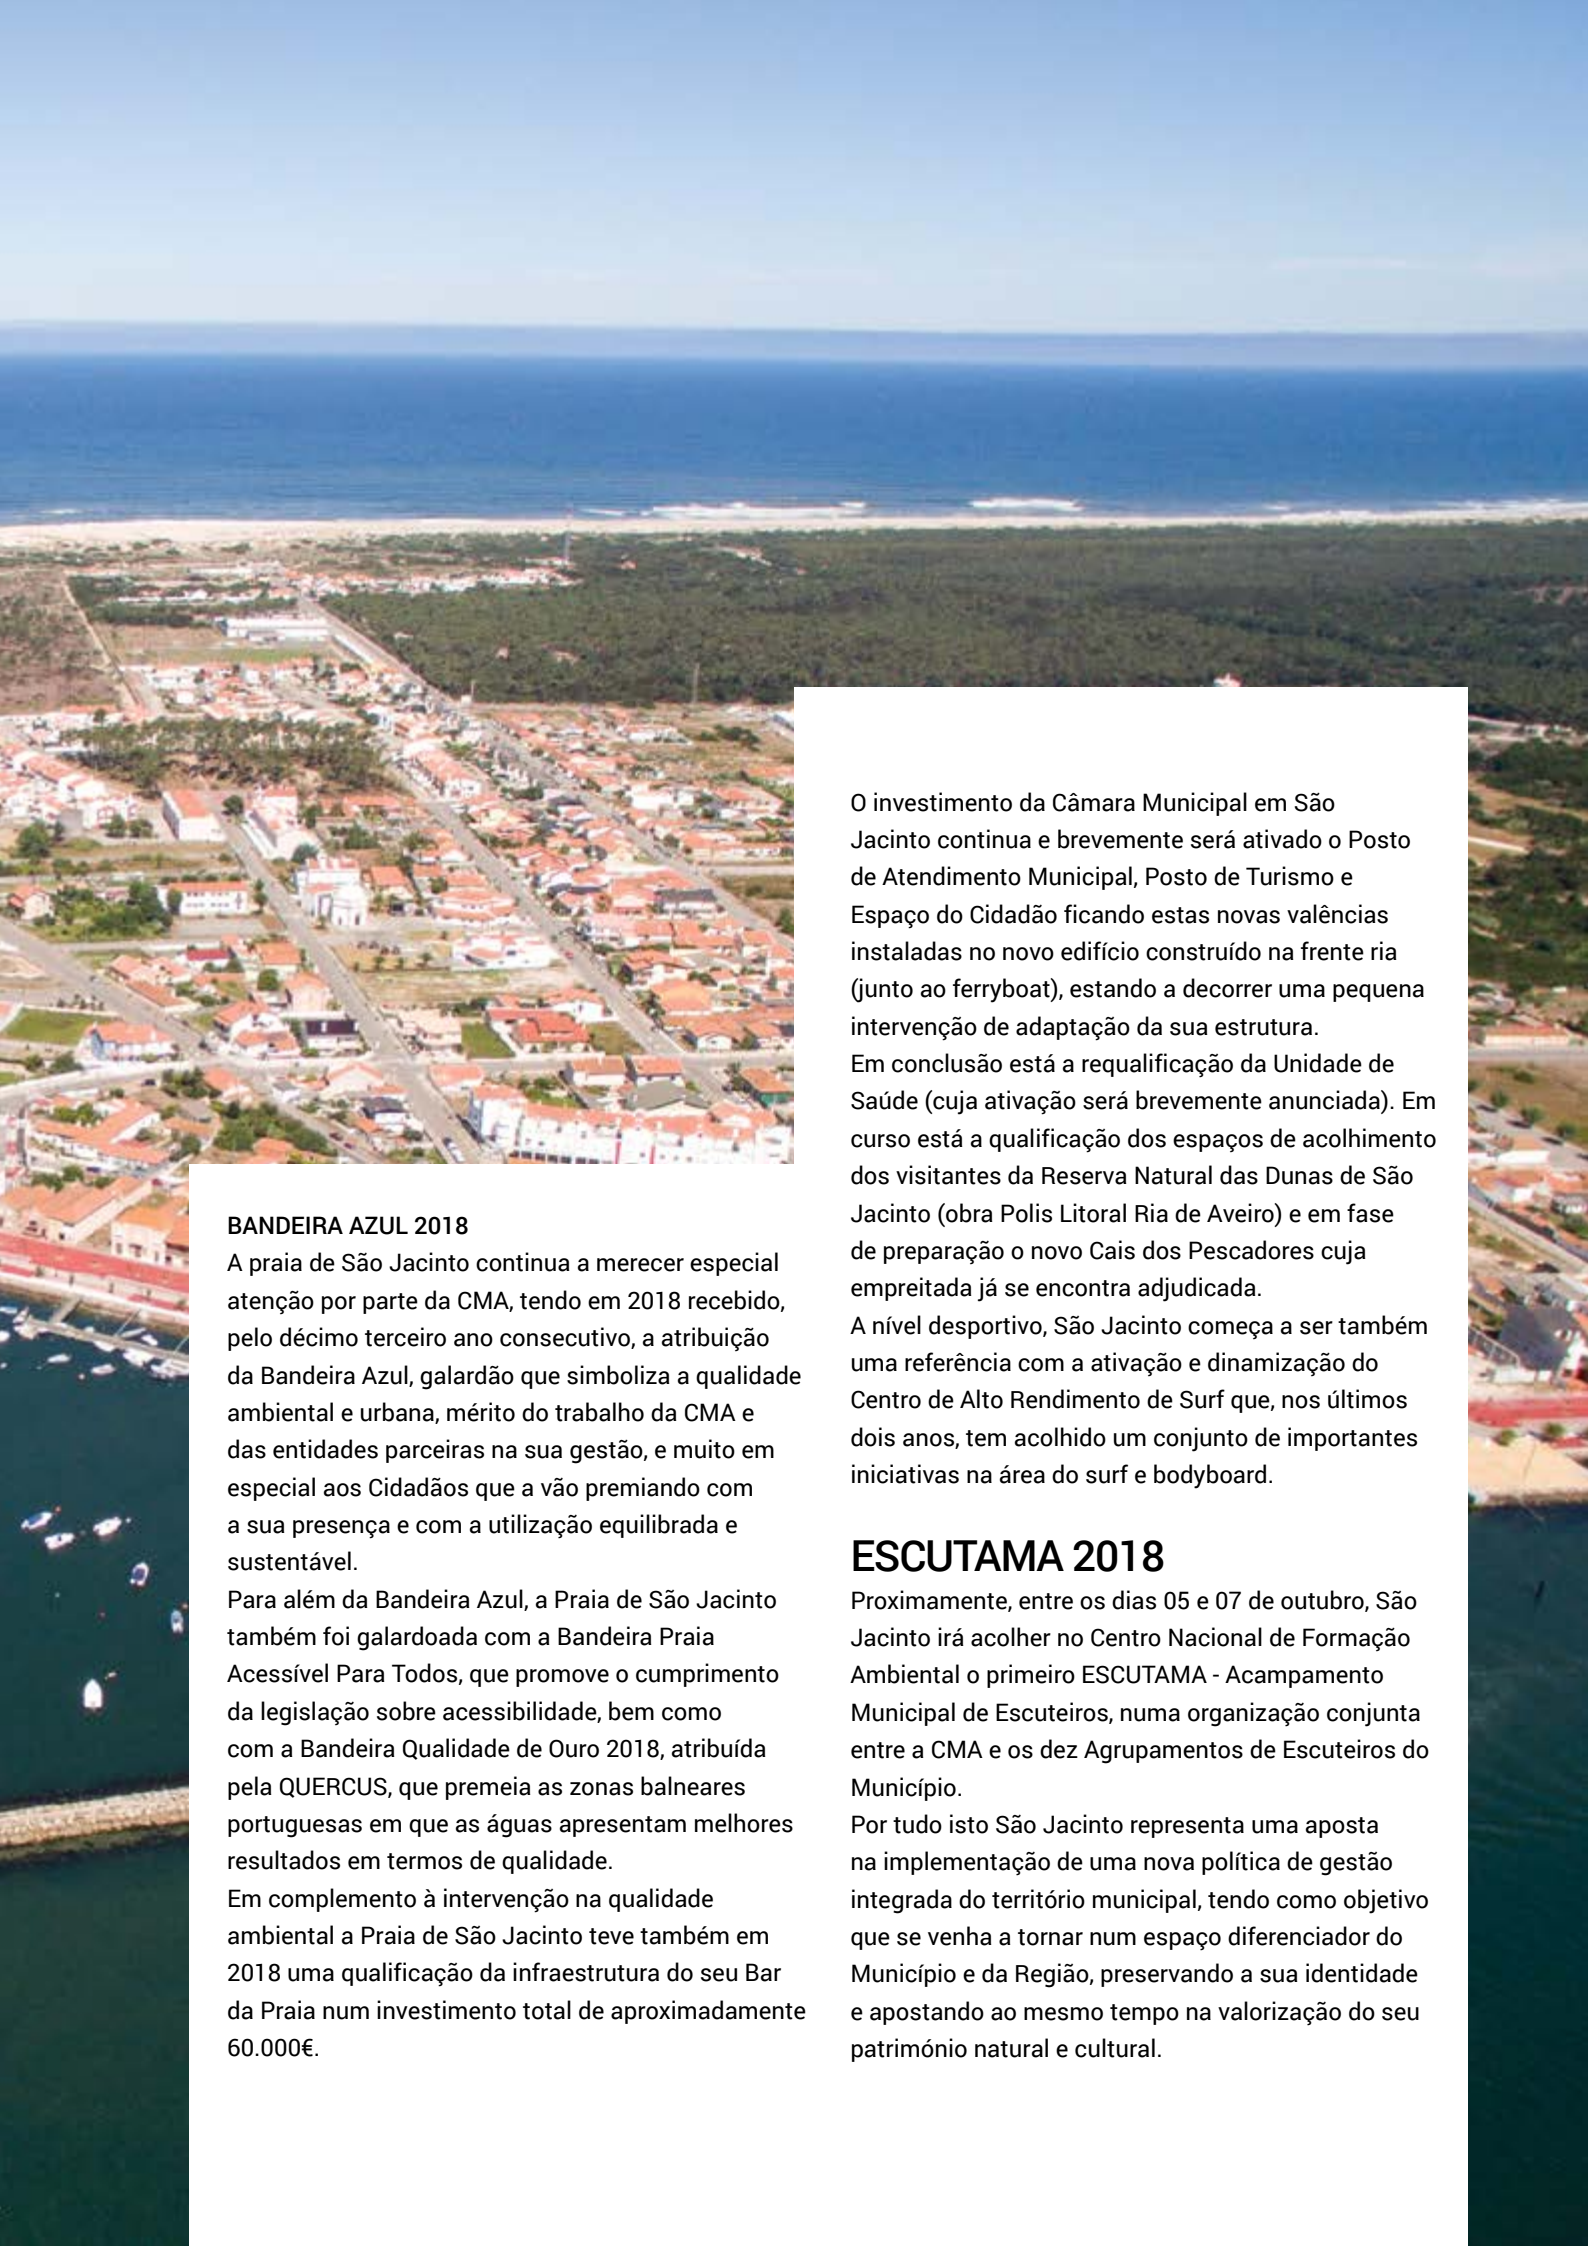 BANDEIRA AZUL 2018
A praia de São Jacinto continua a merecer especial
atenção por parte da CMA, tendo em 2018 recebido,
pelo décimo terceiro ano consecutivo, a atribuição
da Bandeira Azul, galardão que simboliza a qualidade
ambiental e urbana, mérito do trabalho da CMA e
das entidades parceiras na sua gestão, e muito em
especial aos Cidadãos que a vão premiando com
a sua presença e com a utilização equilibrada e
sustentável.
Para além da Bandeira Azul, a Praia de São Jacinto
também foi galardoada com a Bandeira Praia
Acessível Para Todos, que promove o cumprimento
da legislação sobre acessibilidade, bem como
com a Bandeira Qualidade de Ouro 2018, atribuída
pela QUERCUS, que premeia as zonas balneares
portuguesas em que as águas apresentam melhores
resultados em termos de qualidade.
Em complemento à intervenção na qualidade
ambiental a Praia de São Jacinto teve também em
2018 uma qualificação da infraestrutura do seu Bar
da Praia num investimento total de aproximadamente
60.000€.
O investimento da Câmara Municipal em São
Jacinto continua e brevemente será ativado o Posto
de Atendimento Municipal, Posto de Turismo e
Espaço do Cidadão ficando estas novas valências
instaladas no novo edifício construído na frente ria
(junto ao ferryboat), estando a decorrer uma pequena
intervenção de adaptação da sua estrutura.
Em conclusão está a requalificação da Unidade de
Saúde (cuja ativação será brevemente anunciada). Em
curso está a qualificação dos espaços de acolhimento
dos visitantes da Reserva Natural das Dunas de São
Jacinto (obra Polis Litoral Ria de Aveiro) e em fase
de preparação o novo Cais dos Pescadores cuja
empreitada já se encontra adjudicada.
A nível desportivo, São Jacinto começa a ser também
uma referência com a ativação e dinamização do
Centro de Alto Rendimento de Surf que, nos últimos
dois anos, tem acolhido um conjunto de importantes
iniciativas na área do surf e bodyboard.
ESCUTAMA 2018
Proximamente, entre os dias 05 e 07 de outubro, São
Jacinto irá acolher no Centro Nacional de Formação
Ambiental o primeiro ESCUTAMA - Acampamento
Municipal de Escuteiros, numa organização conjunta
entre a CMA e os dez Agrupamentos de Escuteiros do
Município.
Por tudo isto São Jacinto representa uma aposta
na implementação de uma nova política de gestão
integrada do território municipal, tendo como objetivo
que se venha a tornar num espaço diferenciador do
Município e da Região, preservando a sua identidade
e apostando ao mesmo tempo na valorização do seu
património natural e cultural.